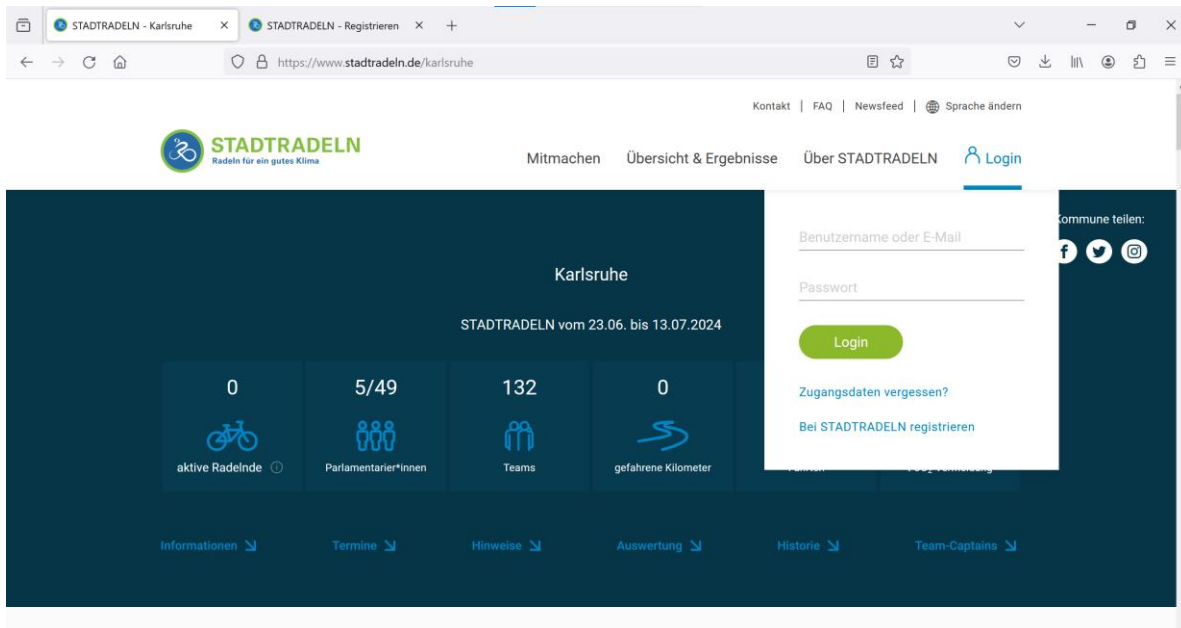 STADTRADELN - Karlsruhe
STADTRADELN - Registrieren
https://www.stadtradeln.de/karlsruhe
Kontakt | FAQ | Newsfeed | Sprache ändern
STADTRADELN
Radeln für ein gutes Klima
Mitmachen Übersicht & Ergebnisse Über STADTRADELN Login
Kommune teilen:
Benutzername oder E-Mail
Passwort
Login
Zugangsdaten vergessen?
Bei STADTRADELN registrieren
Karlsruhe
STADTRADELN vom 23.06. bis 13.07.2024
0 5/49 132 0
aktive Radelnde Parlamentarier*innen Teams gefahrene Kilometer
Informationen Termine Hinweise Auswertung Historie Team-Captains